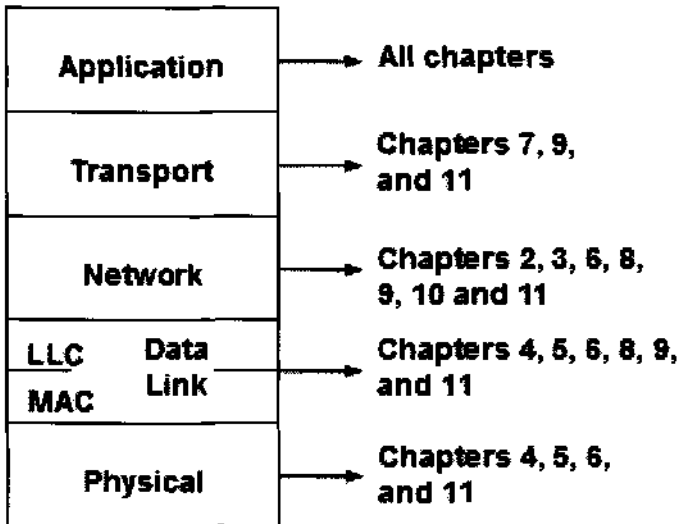 Application
All chapters
Transport
Chapters 7, 9,
and 11
Network
Chapters 2, 3, 6, 8,
9, 10 and 11
LLC
Data
Link
MAC
Chapters 4, 5, 6, 8, 9,
and 11
Physical
Chapters 4, 5, 6,
and 11